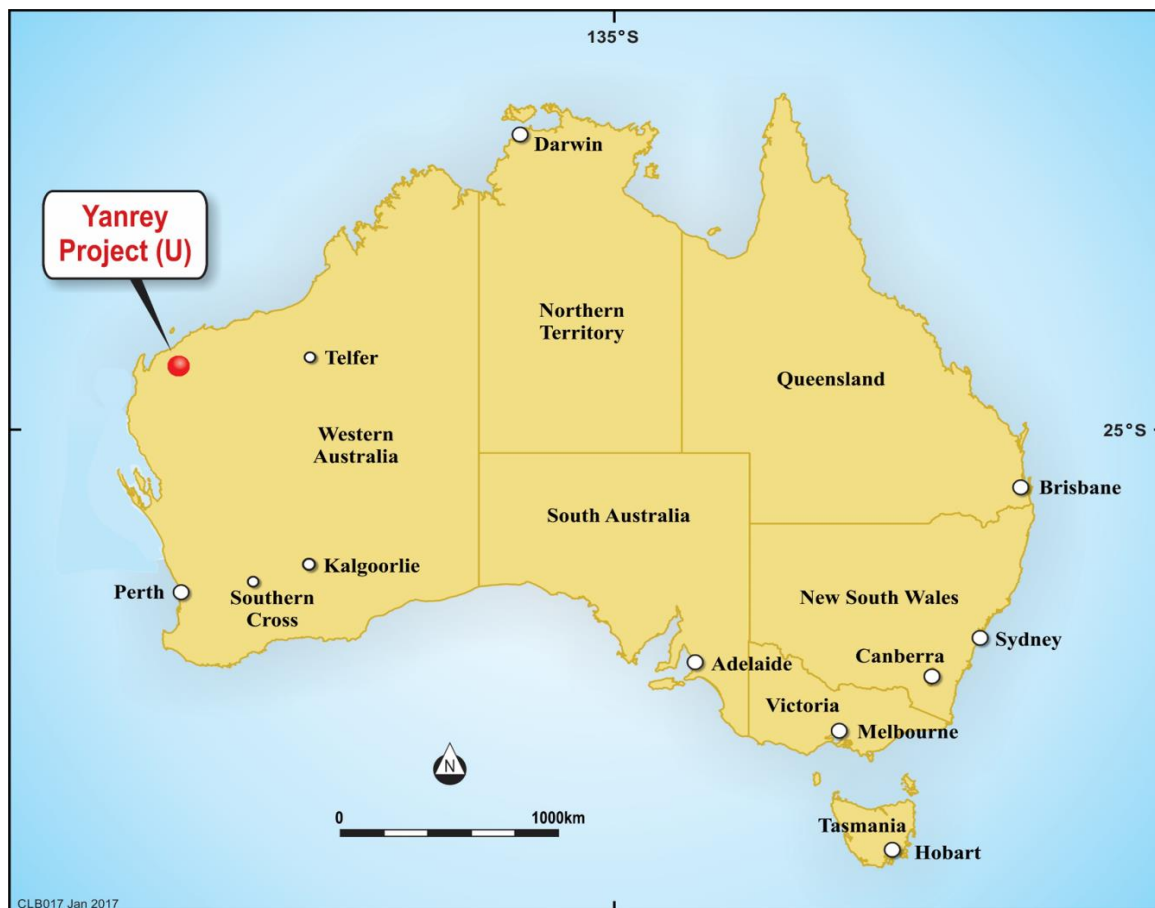 135°S
Darwin
Yanrey
Project (U)
Northern
Territory
Telfer
Queensland
Western
Australia
25°S
Brisbane
South Australia
Kalgoorlie
Perth
Southern
Cross
New South Wales
Sydney
Canberra
Adelaide
Victoria
Melbourne
N
0
1000km
Tasmania
Hobart
CLB017 Jan 2017